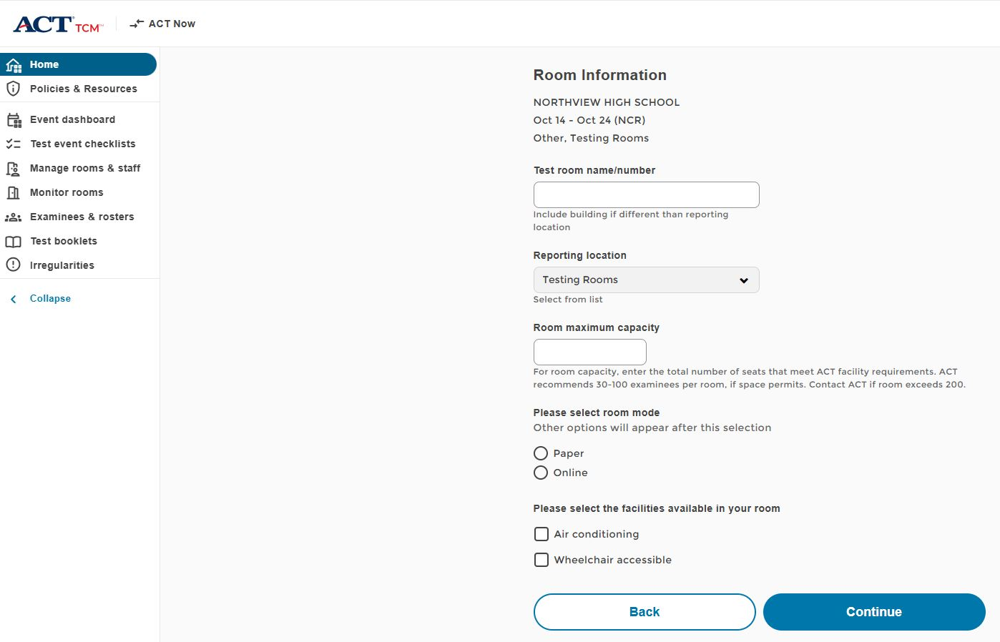 ACT® TCM™
ACT Now
Home
Policies & Resources
Event dashboard
Test event checklists
Manage rooms & staff
Monitor rooms
Examinees & rosters
Test booklets
Irregularities
Collapse
Room Information
NORTHVIEW HIGH SCHOOL
Oct 14 - Oct 24 (NCR)
Other, Testing Rooms
Test room name/number
Include building if different than reporting
location
Reporting location
Testing Rooms
Select from list
Room maximum capacity
For room capacity, enter the total number of seats that meet ACT facility requirements. ACT
recommends 30-100 examinees per room, if space permits. Contact ACT if room exceeds 200.
Please select room mode
Other options will appear after this selection
Paper
Online
Please select the facilities available in your room
Air conditioning
Wheelchair accessible
Back
Continue